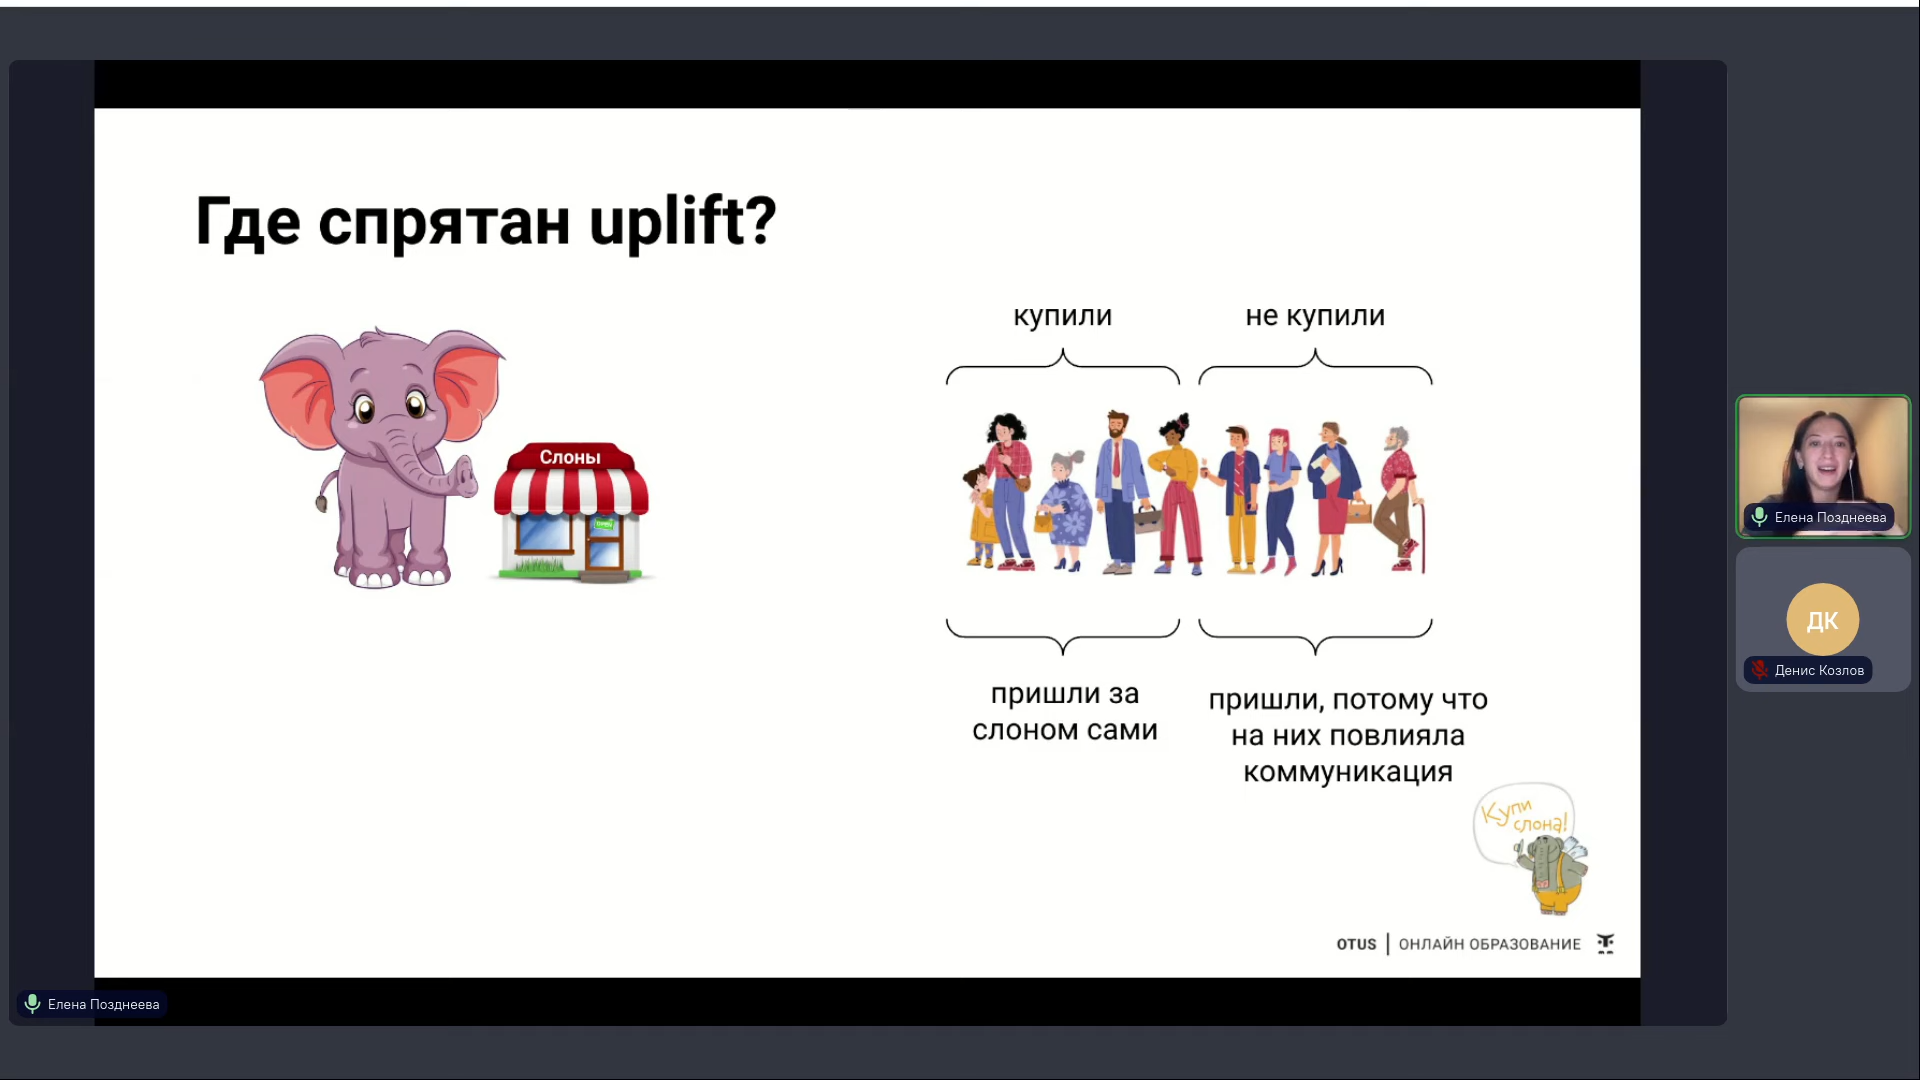 Где спрятан uplift?
купили
не купили
Слоны
OPEN
пришли за
слоном сами
пришли, потому что
на них повлияла
коммуникация
Купи
слона!
OTUS | ОНЛАЙН ОБРАЗОВАНИЕ
Елена Позднеева
ДК
Денис Козлов
Елена Позднеева